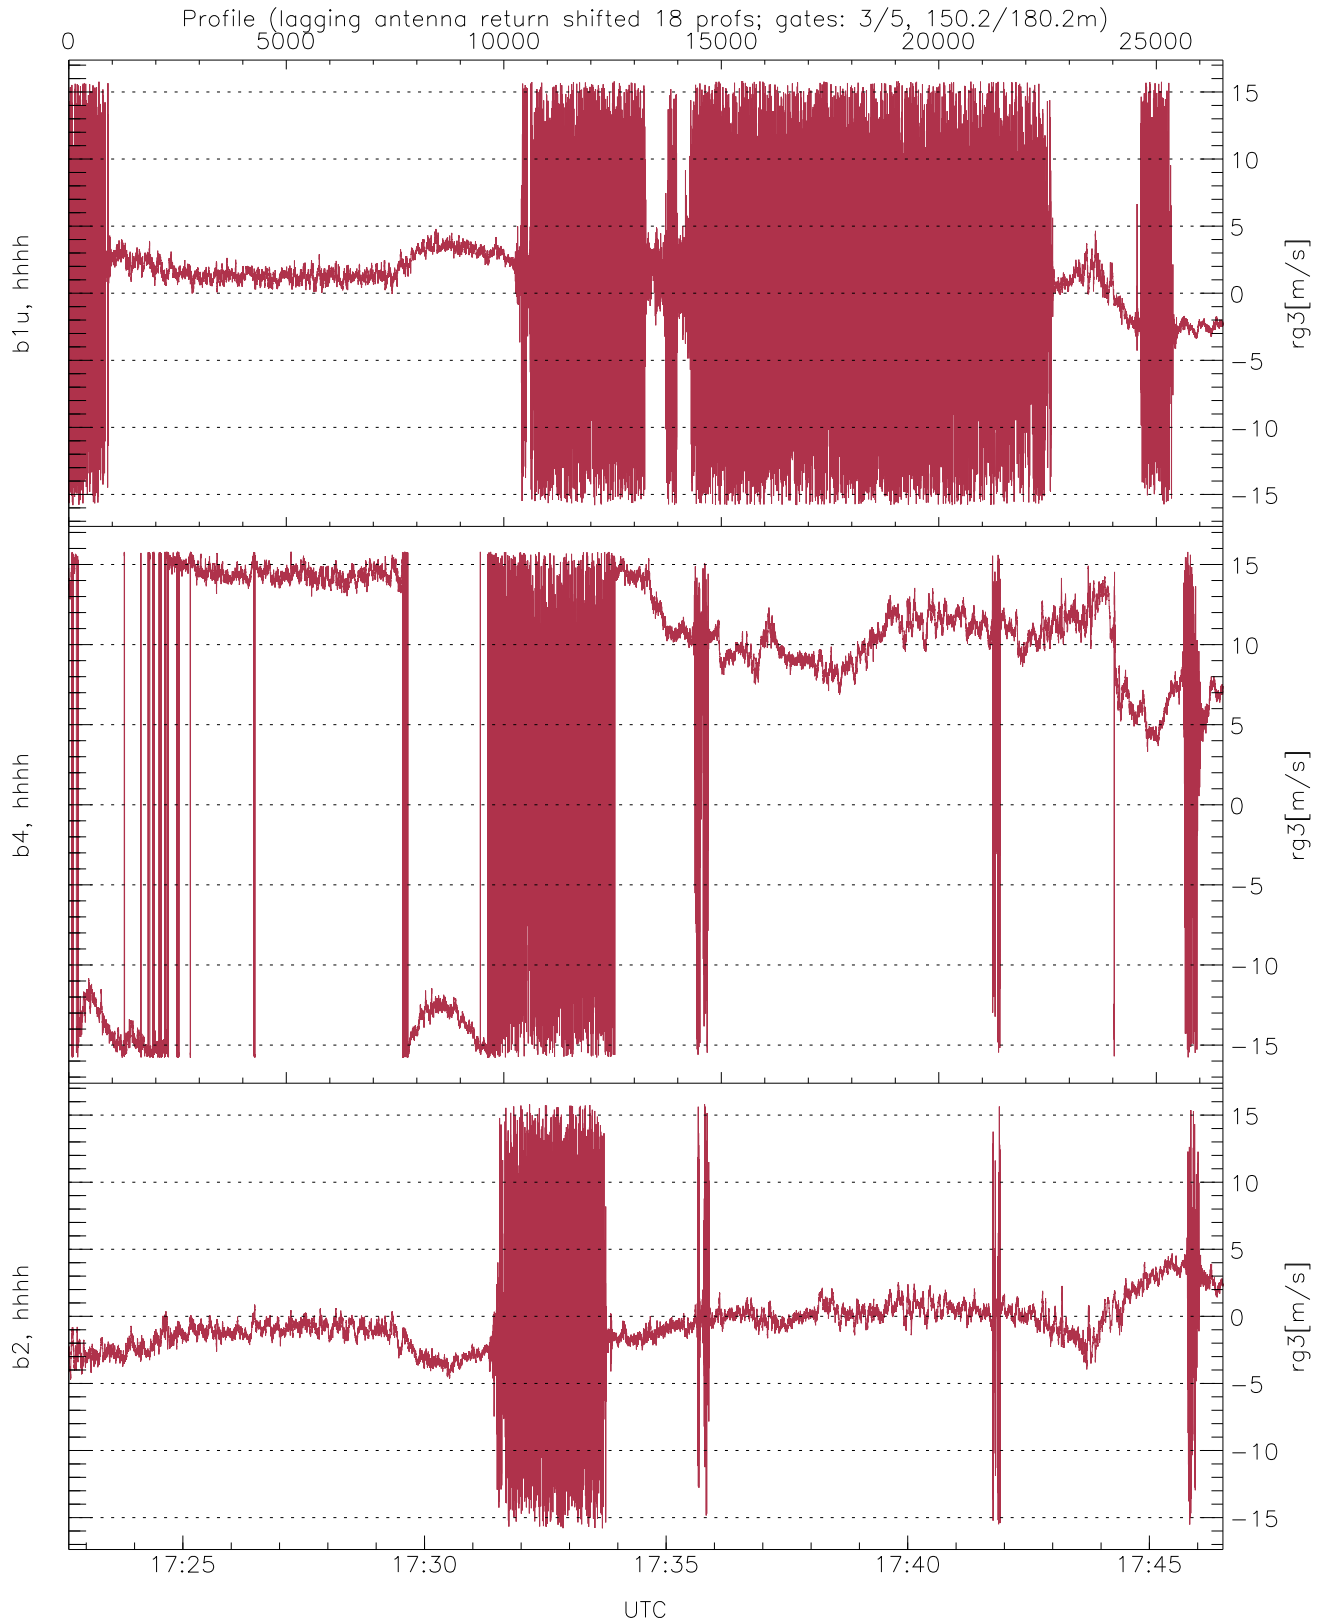 Profile (lagging antenna return shifted 18 profs; gates: 3/5, 150.2/180.2m)
0 5000 10000 15000 20000 25000
15
10
5
0
−5
−10
−15
b1u, hhhh
rg3[m/s]
15
10
5
0
−5
−10
−15
b4, hhhh
rg3[m/s]
15
10
5
0
−5
−10
−15
b2, hhhh
rg3[m/s]
17:25 17:30 17:35 17:40 17:45
UTC